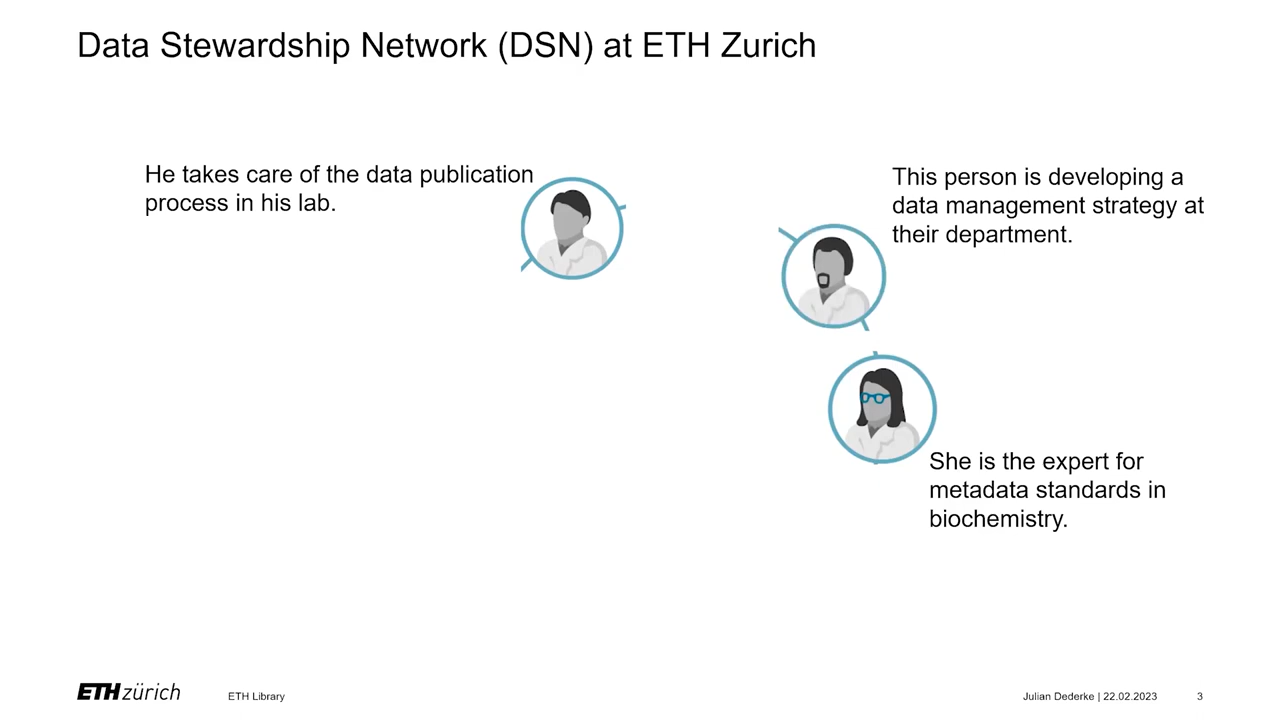 Data Stewardship Network (DSN) at ETH Zurich
He takes care of the data publication
process in his lab.
This person is developing a
data management strategy at
their department.
She is the expert for
metadata standards in
biochemistry.
ETH zürich
ETH Library
Julian Dederke | 22.02.2023
3